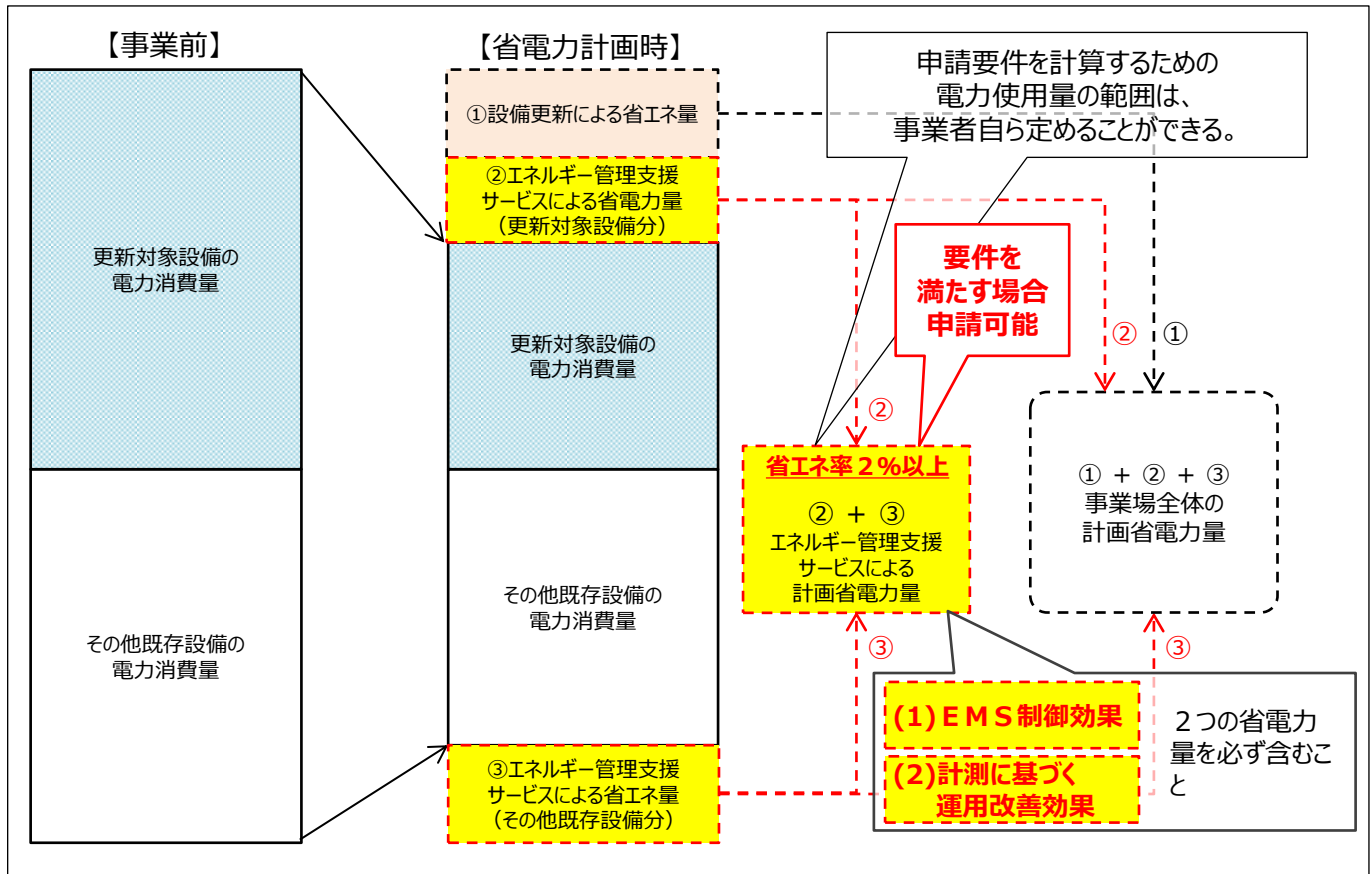 【事業前】
更新対象設備の
電力消費量
その他既存設備の
電力消費量
【省電力計画時】
①設備更新による省エネ量
②エネルギー管理支援
サービスによる省電力量
（更新対象設備分）
更新対象設備の
電力消費量
その他既存設備の
電力消費量
③エネルギー管理支援
サービスによる省エネ量
（その他既存設備分）
申請要件を計算するための
電力使用量の範囲は、
事業者自ら定めることができる。
要件を
満たす場合
申請可能
②
②
①
省エネ率２％以上
② + ③
エネルギー管理支援
サービスによる
計画省電力量
① + ② + ③
事業場全体の
計画省電力量
③
③
(1)ＥＭＳ制御効果
(2)計測に基づく
運用改善効果
２つの省電力
量を必ず含むこ
と